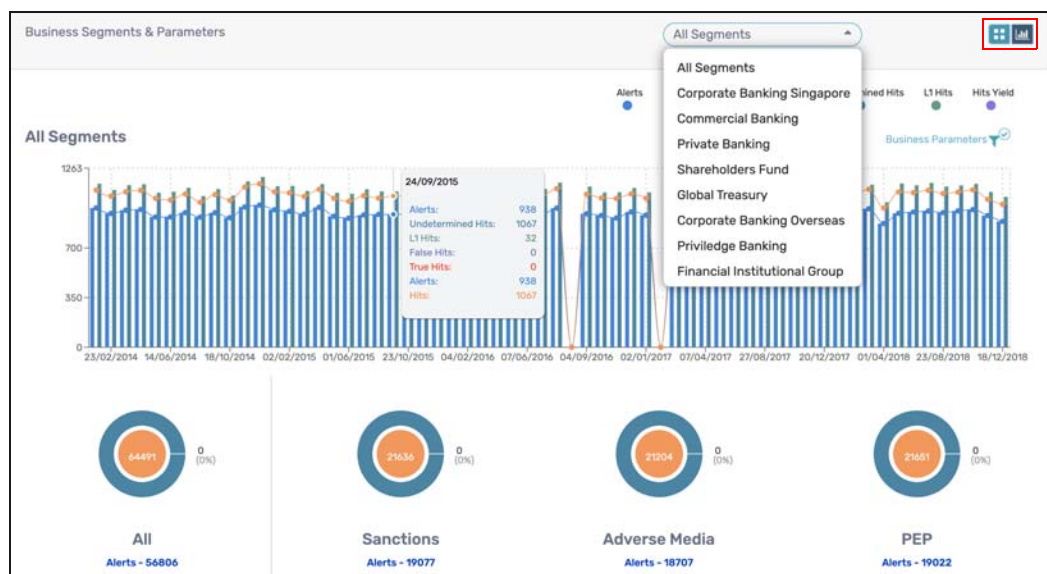 Business Segments & Parameters
All Segments
All Segments
Corporate Banking Singapore
Commercial Banking
Private Banking
Shareholders Fund
Global Treasury
Corporate Banking Overseas
Priviledge Banking
Financial Institutional Group
Alerts Hits L1 Hits Hits Yield
All Segments
Business Parameters
1263
700
350
0
24/09/2015
Alerts: 938
Undetermined Hits: 1067
L1 Hits: 32
False Hits: 0
True Hits: 0
Alerts: 938
Hits: 1067
23/02/2014 14/06/2014 18/10/2014 02/02/2015 01/06/2015 23/10/2015 04/02/2016 07/06/2016 04/09/2016 02/01/2017 07/04/2017 27/08/2017 20/12/2017 01/04/2018 23/08/2018 18/12/2018
64491 0 21636 0 21204 0 21651 0
(0%) (0%) (0%) (0%)
All Sanctions Adverse Media PEP
Alerts - 56806 Alerts - 19077 Alerts - 18707 Alerts - 19022